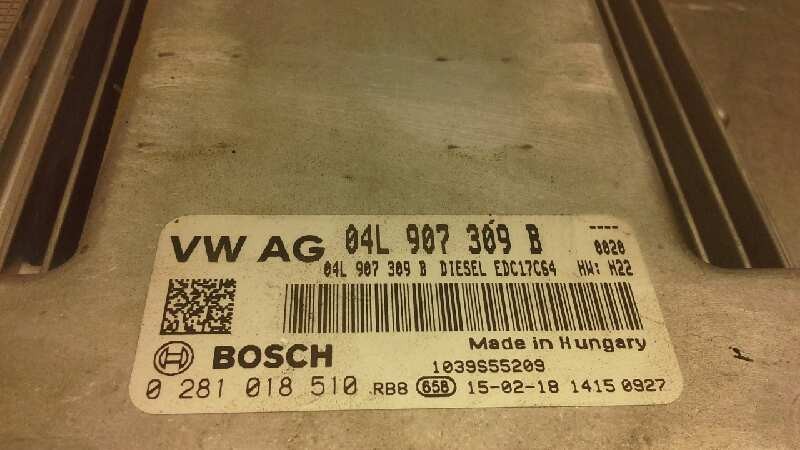 VW AG 04L 907 309 B ----
0020
04L 907 309 B DIESEL EDC17C64 HW: H22
Made in Hungary
BOSCH 1039S55209
0 281 018 510 RB8 658 15-02-18 1415 0927